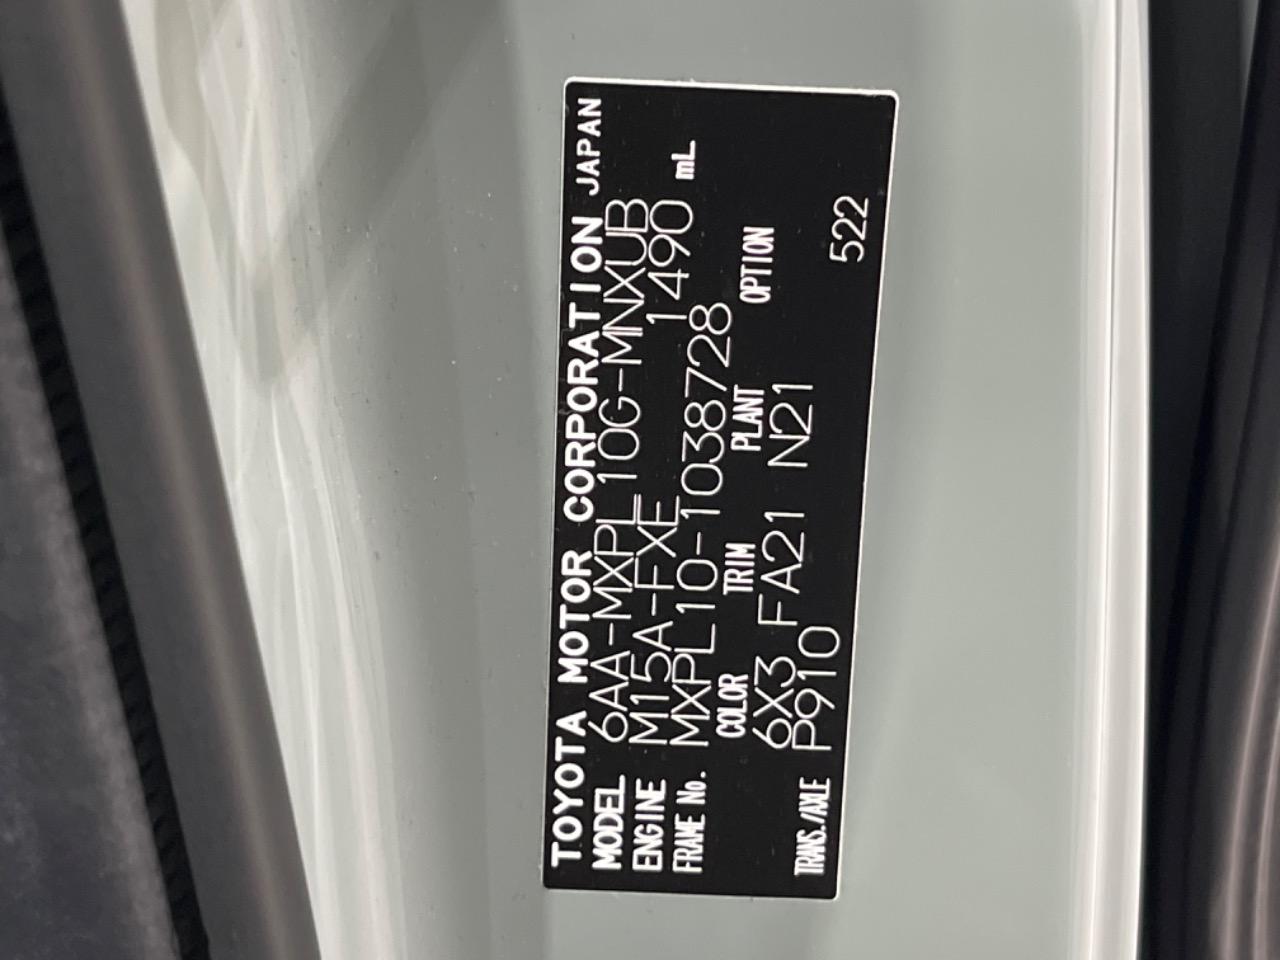 TOYOTA MOTOR CORPORATION JAPAN
MODEL 6AA-MXPL10G-MNXUB
ENGINE M15A-FXE 1490 mL
FRAME No. MXPL10-1038728
COLOR TRIM PLANT OPTION
6X3 FA21 N21
TRANS./AXLE P910 522